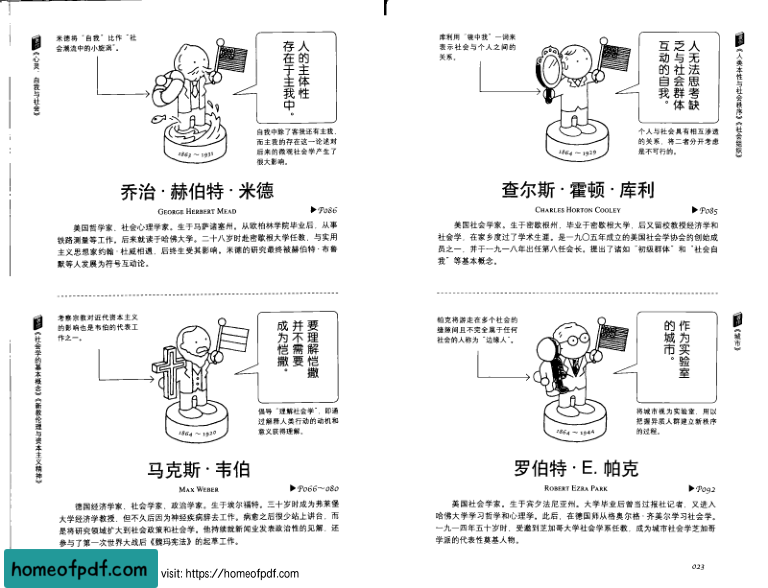 《心灵、自我与社会》
米德将“自我”比作“社
会潮流中的小旋涡”。
人的主体性
存在于主我中。
自我中除了客我还有主我，
而主我的存在这一论述对
后来的微观社会学产生了
很大影响。
1863～1931
乔治·赫伯特·米德
GEORGE HERBERT MEAD
▶P086
美国哲学家，社会心理学家。生于马萨诸塞州。从欧柏林学院毕业后，从事
铁路测量等工作。后来就读于哈佛大学。二十八岁时赴密歇根大学任教，与实用
主义思想家约翰·杜威相遇，后终生受其影响。米德的研究最终被赫伯特·布鲁
默等人发展为符号互动论。
《社会学的基本概念》《新教伦理与资本主义精神》
考察宗教对近代资本主义
的影响也是韦伯的代表工
作之一。
要理解恺撒
并不需要
成为恺撒。
倡导“理解社会学”，即通
过解释人类行动的动机和
意义获得理解。
1864～1920
马克斯·韦伯
MAX WEBER
▶P066～080
德国经济学家，社会学家，政治学家。生于埃尔福特。三十岁时成为弗莱堡
大学经济学教授，但不久后因为神经疾病辞去工作。病愈之后很少站上讲台，而
是将研究领域扩大到社会政策和社会学。他持续就新闻业发表政治性的见解，还
参与了第一次世界大战后《魏玛宪法》的起草工作。
《人类本性与社会秩序》《社会组织》
库利用“镜中我”一词来
表示社会与个人之间的
关系。
人无法思考缺
乏与社会群体
互动的自我。
个人与社会具有相互渗透
的关系，将二者分开考虑
是不可行的。
1864～1929
查尔斯·霍顿·库利
CHARLES HORTON COOLEY
▶P085
美国社会学家。生于密歇根州，毕业于密歇根大学，后又留校教授经济学和
社会学，在家乡度过了学术生涯。是一九〇五年成立的美国社会学协会的创始成
员之一，并于一九一八年出任第八任会长。提出了诸如“初级群体”和“社会自
我”等基本概念。
《城市》
帕克将游走在多个社会的
缝隙间且不完全属于任何
社会的人称为“边缘人”。
作为实验室
的城市。
将城市视为实验室，用以
把握异质人群建立新秩序
的过程。
1864～1944
罗伯特·E. 帕克
ROBERT EZRA PARK
▶P092
美国社会学家。生于宾夕法尼亚州。大学毕业后曾当过报社记者，又进入
哈佛大学学习哲学和心理学。此后，在德国师从格奥尔格·齐美尔学习社会学。
一九一四年五十岁时，受邀到芝加哥大学社会学系任教，成为城市社会学芝加哥
学派的代表性奠基人物。
023
homeofpdf.com
visit: https://homeofpdf.com